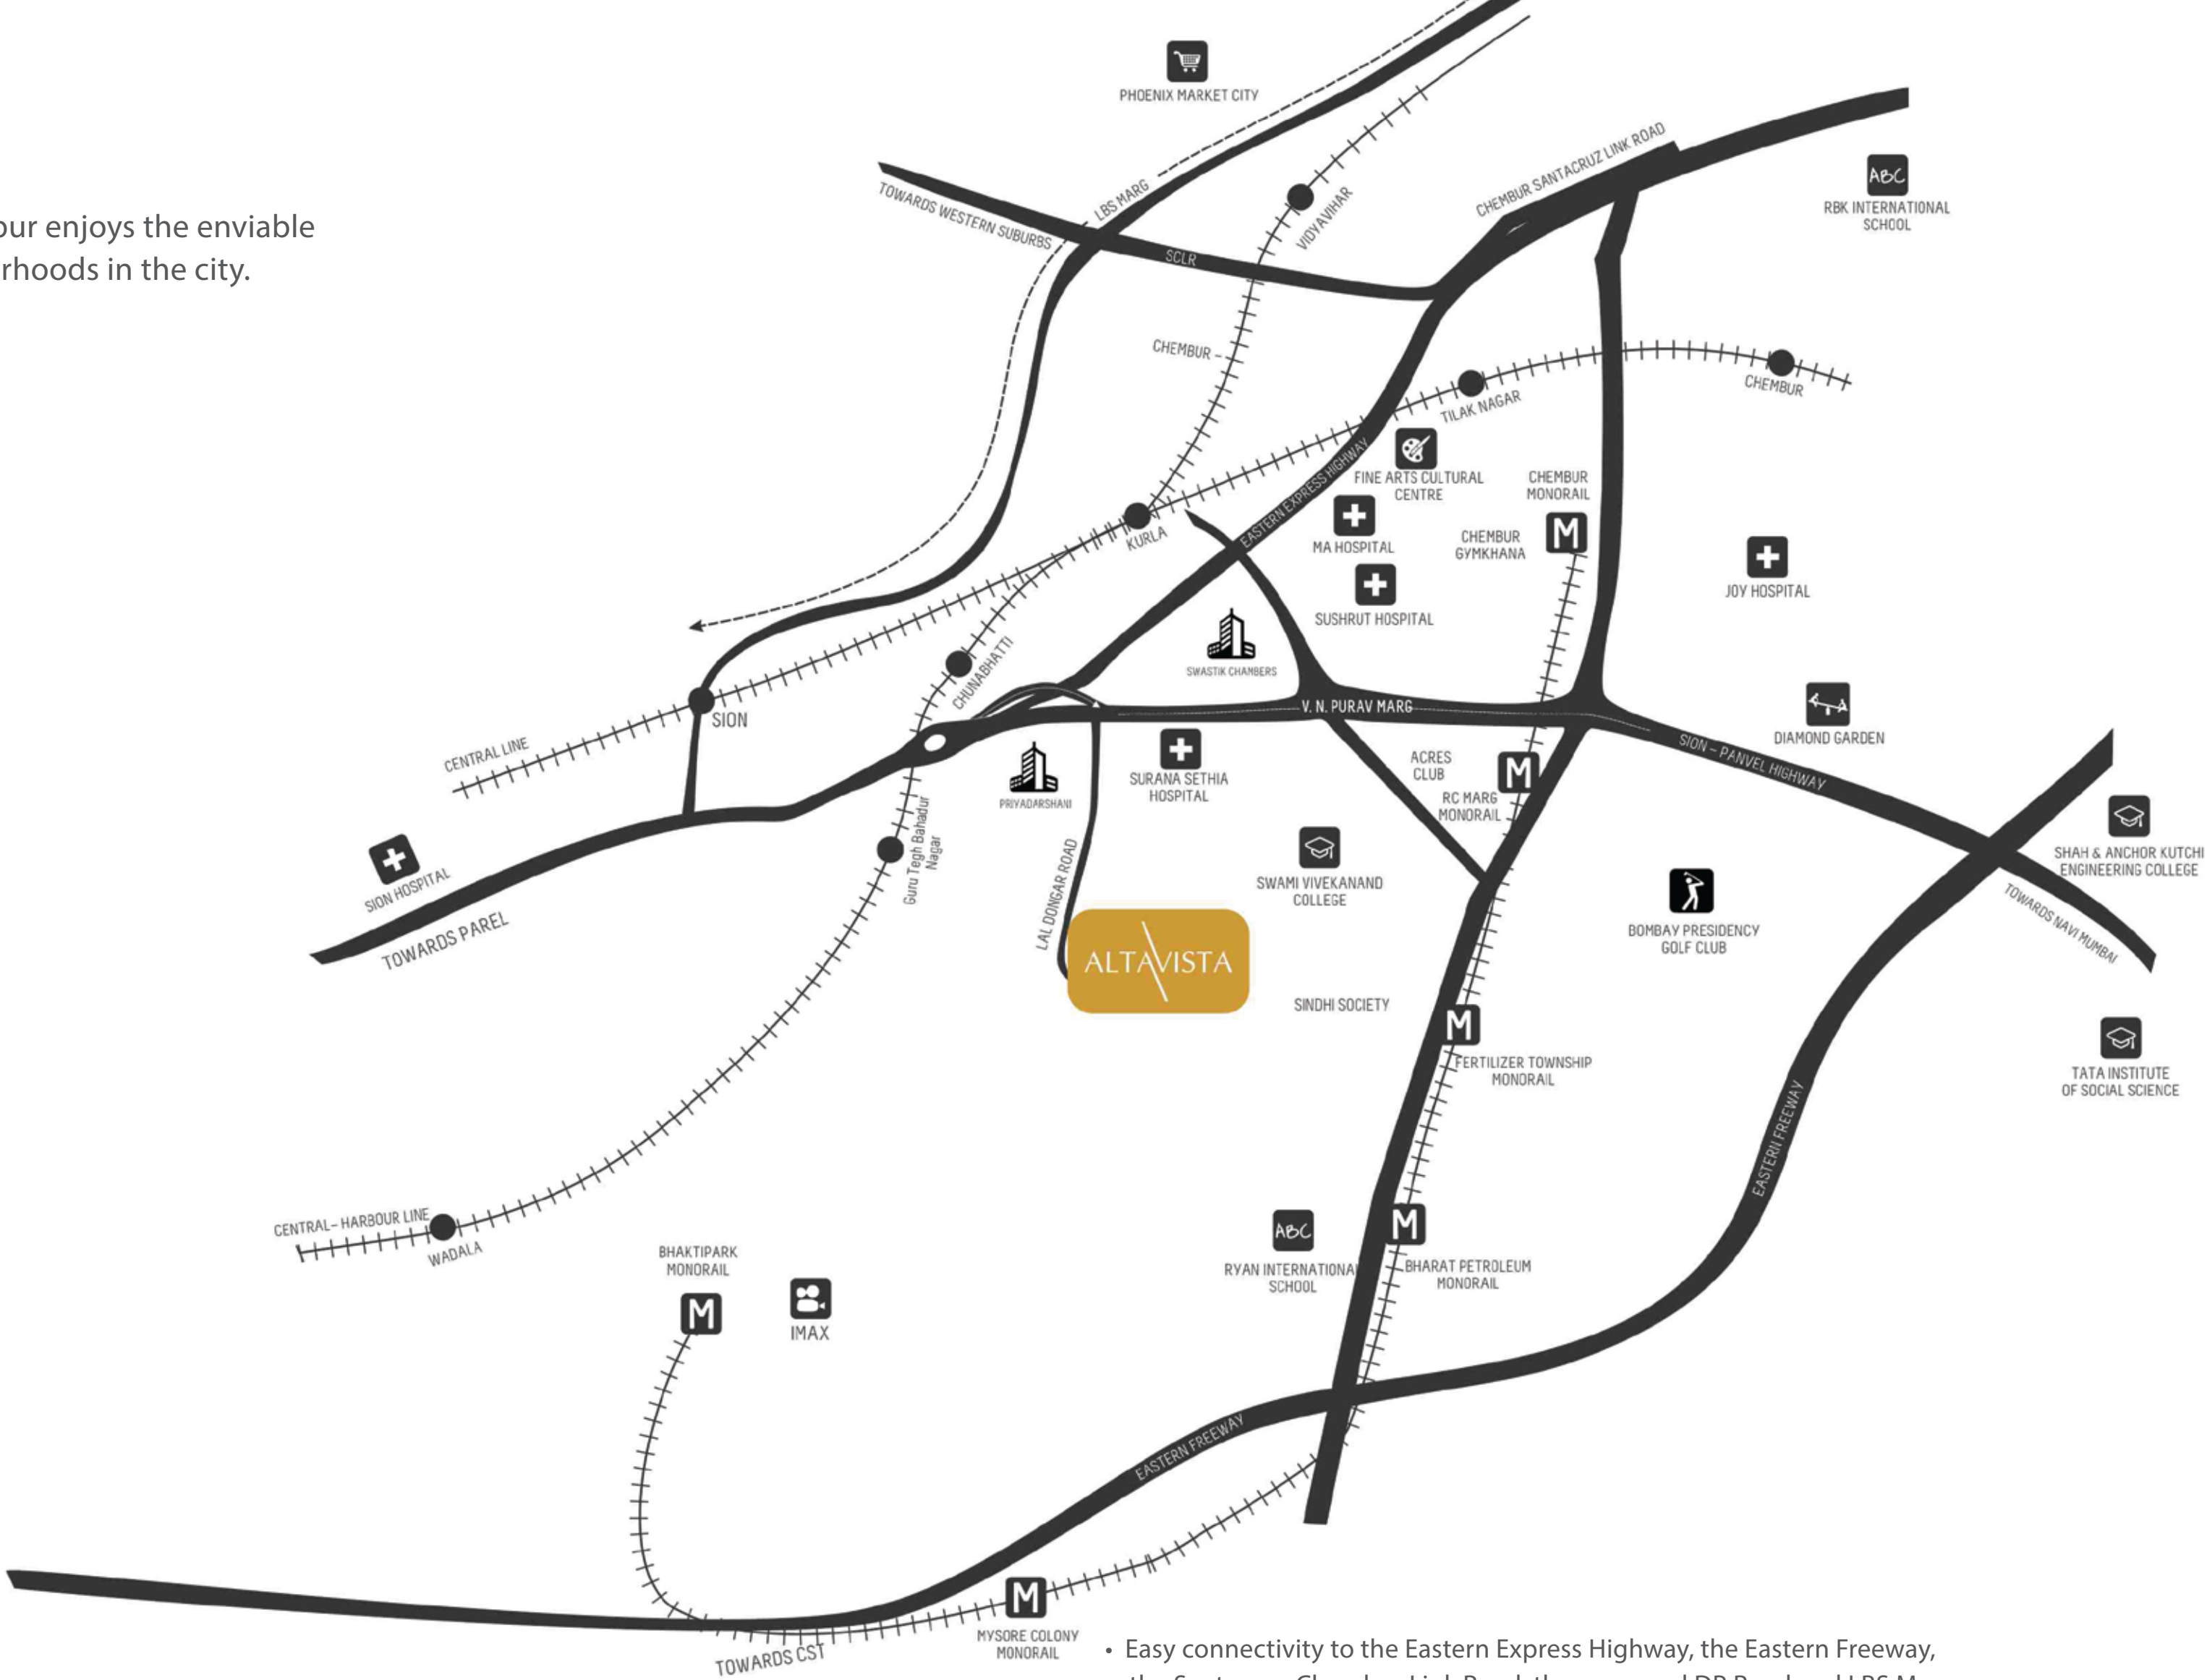 PHOENIX MARKET CITY
CHEMBUR SANTACRUZ LINK ROAD
RBK INTERNATIONAL
SCHOOL
LBS MARG
TOWARDS WESTERN SUBURBS
VIDYAVIHAR
SCLR
bur enjoys the enviable
rhoods in the city.
CHEMBUR
CHEMBUR
TILAK NAGAR
EASTERN EXPRESS HIGHWAY
FINE ARTS CULTURAL
CENTRE
CHEMBUR
MONORAIL
M
KURLA
MA HOSPITAL
CHEMBUR
GYMKHANA
JOY HOSPITAL
SUSHRUT HOSPITAL
SWASTIK CHAMBERS
CHUNABHATTI
SION
V. N. PURAV MARG
DIAMOND GARDEN
SION - PANVEL HIGHWAY
CENTRAL LINE
PRIYADARSHANI
SURANA SETHIA
HOSPITAL
ACRES
CLUB
M
RC MARG
MONORAIL
Guru Tegh Bahadur
Nagar
SION HOSPITAL
TOWARDS PAREL
LAL DONGAR ROAD
SWAMI VIVEKANAND
COLLEGE
SHAH & ANCHOR KUTCHI
ENGINEERING COLLEGE
TOWARDS NAVI MUMBAI
BOMBAY PRESIDENCY
GOLF CLUB
ALTAVISTA
SINDHI SOCIETY
M
FERTILIZER TOWNSHIP
MONORAIL
TATA INSTITUTE
OF SOCIAL SCIENCE
EASTERN FREEWAY
CENTRAL- HARBOUR LINE
WADALA
BHAKTIPARK
MONORAIL
M
IMAX
ABC
RYAN INTERNATIONAL
SCHOOL
M
BHARAT PETROLEUM
MONORAIL
ABC
EASTERN FREEWAY
M
MYSORE COLONY
MONORAIL
TOWARDS CST
• Easy connectivity to the Eastern Express Highway, the Eastern Freeway,